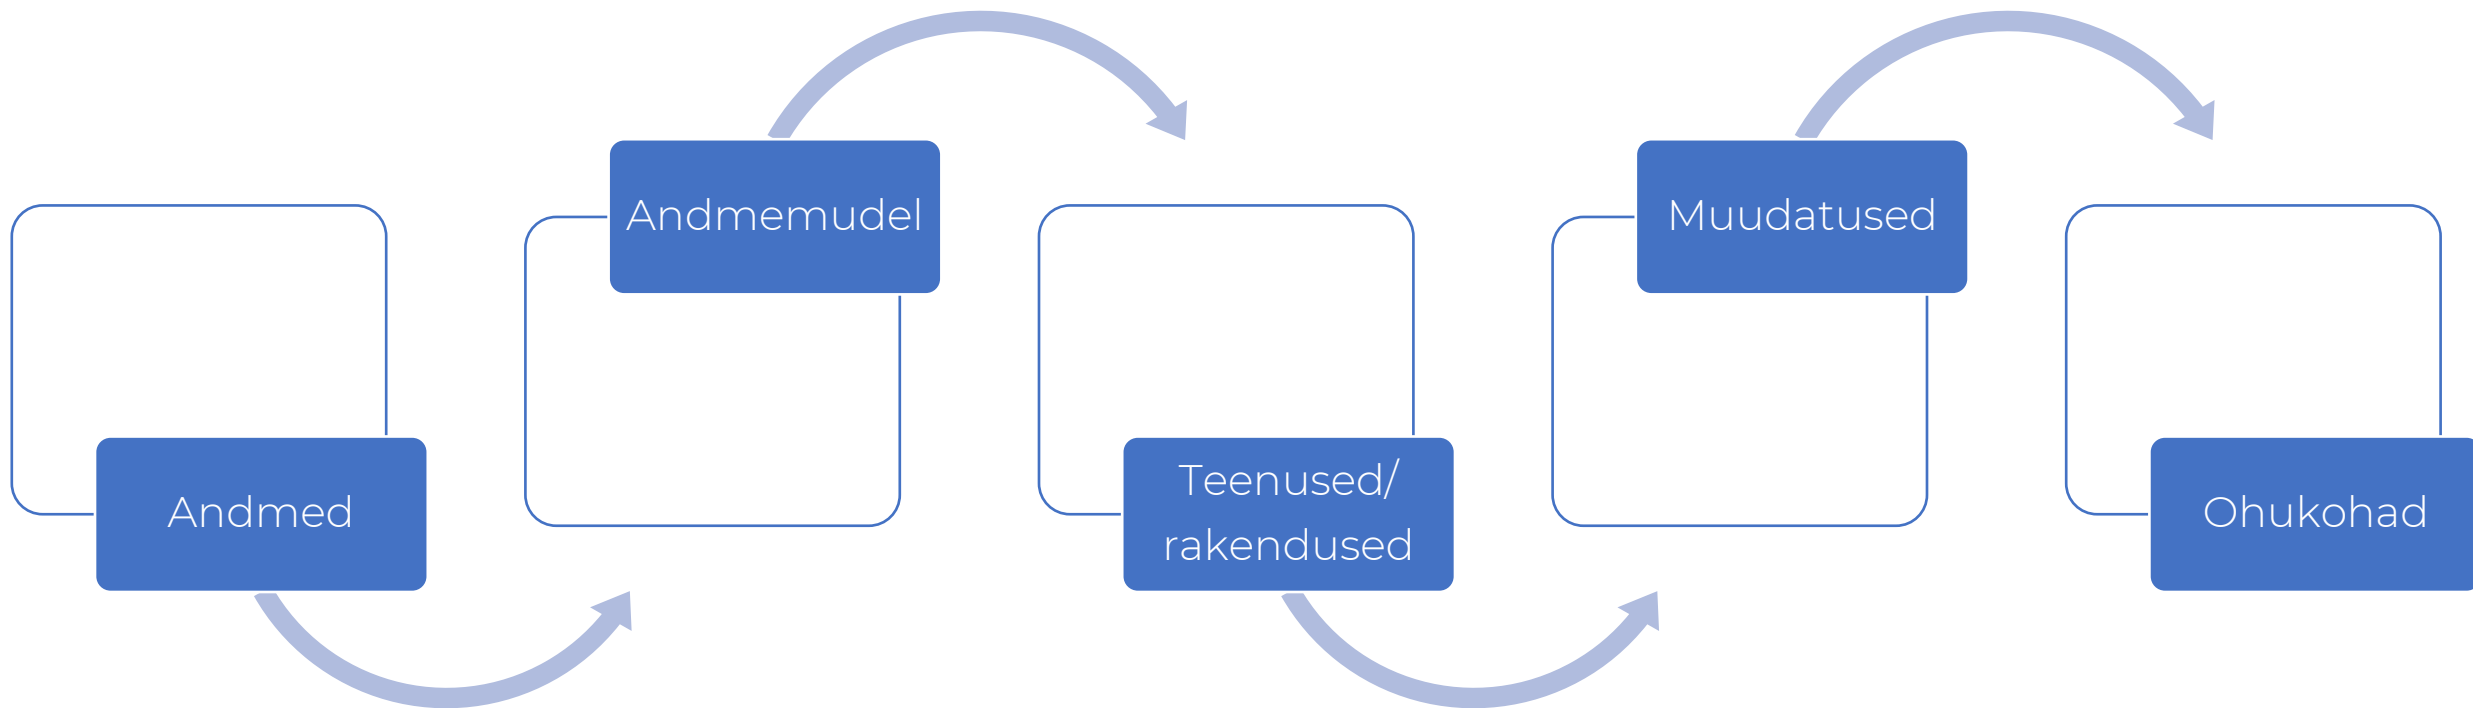 Andmed
Andmemudel
Teenused/
rakendused
Muudatused
Ohukohad